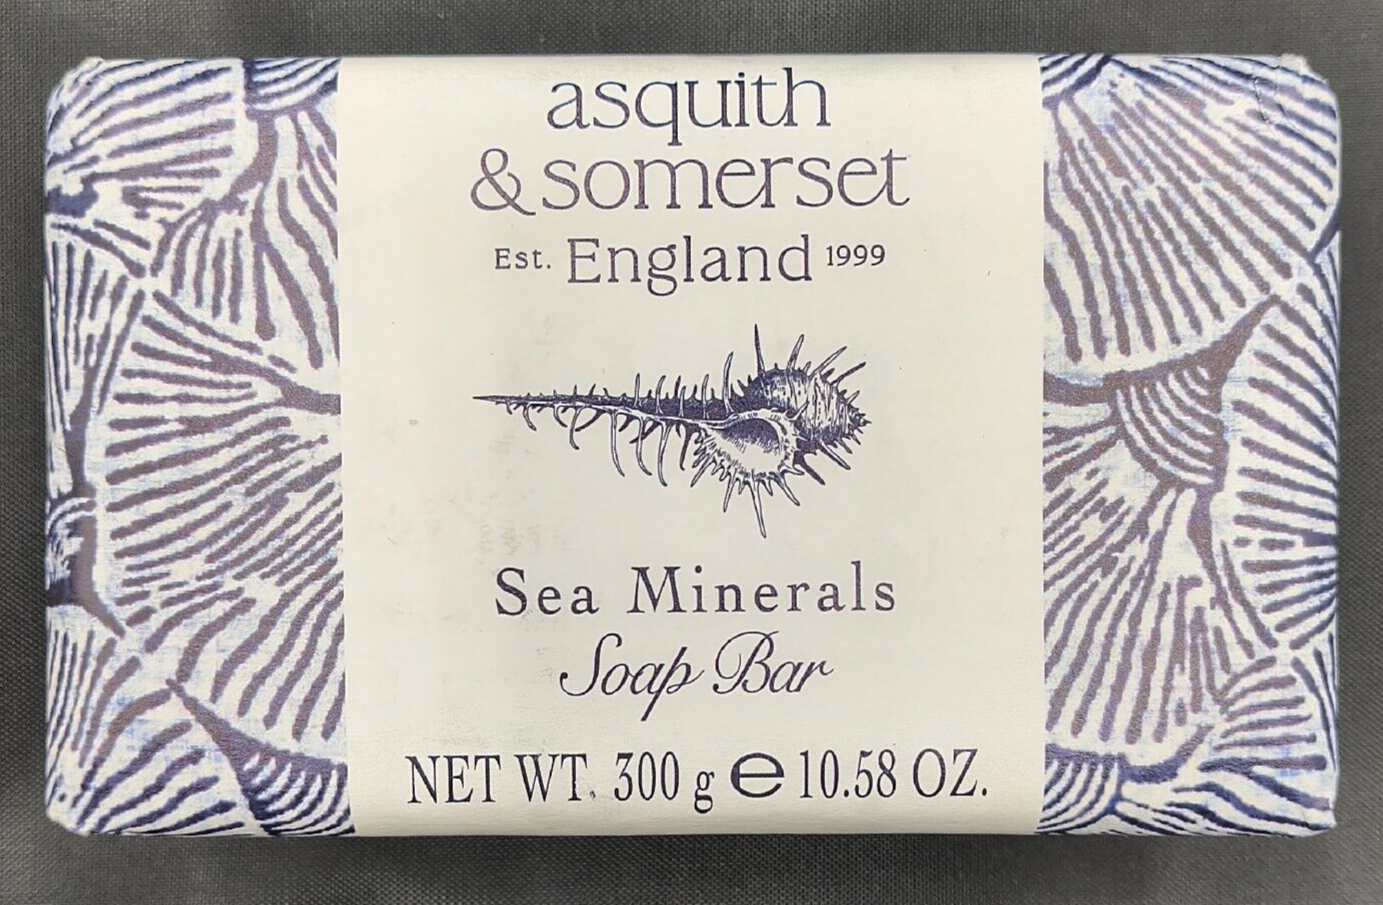 asquith
& somerset
Est. England 1999
Sea Minerals
Soap Bar
NET WT. 300 g ℮ 10.58 OZ.